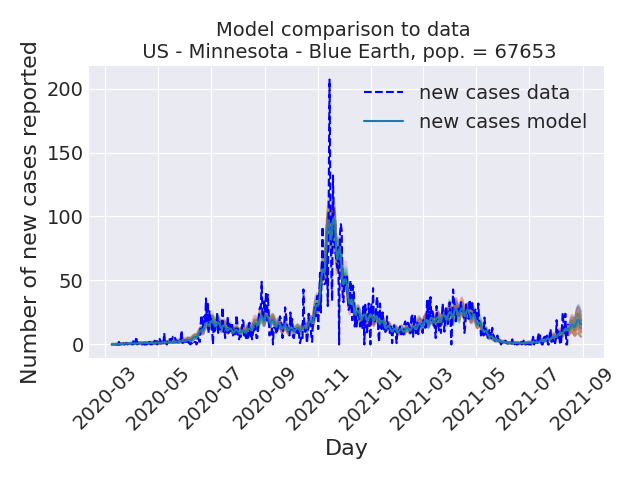 Model comparison to data
US - Minnesota - Blue Earth, pop. = 67653
Number of new cases reported
200
150
100
50
0
new cases data
new cases model
2020-03
2020-05
2020-07
2020-09
2020-11
2021-01
2021-03
2021-05
2021-07
2021-09
Day